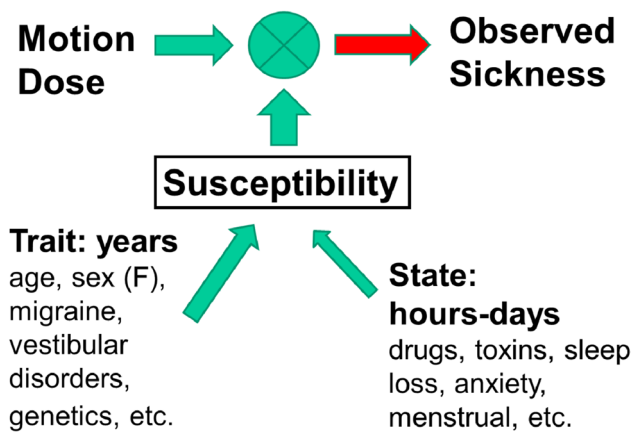 Motion
Dose
Observed
Sickness
Susceptibility
Trait: years
age, sex (F),
migraine,
vestibular
disorders,
genetics, etc.
State:
hours-days
drugs, toxins, sleep
loss, anxiety,
menstrual, etc.